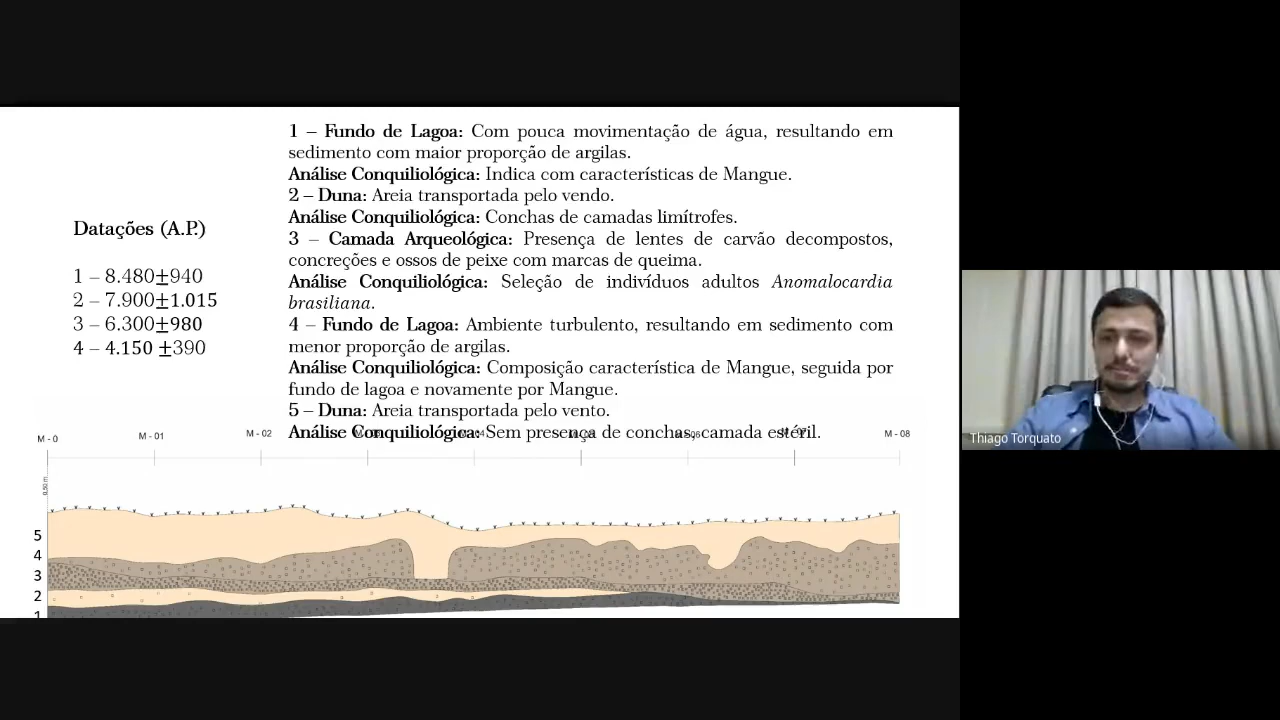 1 – Fundo de Lagoa: Com pouca movimentação de água, resultando em
sedimento com maior proporção de argilas.
Análise Conquiliológica: Indica com características de Mangue.
2 – Duna: Areia transportada pelo vendo.
Análise Conquiliológica: Conchas de camadas limítrofes.
3 – Camada Arqueológica: Presença de lentes de carvão decompostos,
concreções e ossos de peixe com marcas de queima.
Análise Conquiliológica: Seleção de indivíduos adultos Anomalocardia
brasiliana.
4 – Fundo de Lagoa: Ambiente turbulento, resultando em sedimento com
menor proporção de argilas.
Análise Conquiliológica: Composição característica de Mangue, seguida por
fundo de lagoa e novamente por Mangue.
5 – Duna: Areia transportada pelo vento.
Análise Conquiliológica: Sem presença de conchas, camada estéril.
Datações (A.P.)
1 – 8.480±940
2 – 7.900±1.015
3 – 6.300±980
4 – 4.150 ±390
M - 0
M - 01
M - 02
M - 08
0,50 m
5
4
3
2
1
Thiago Torquato